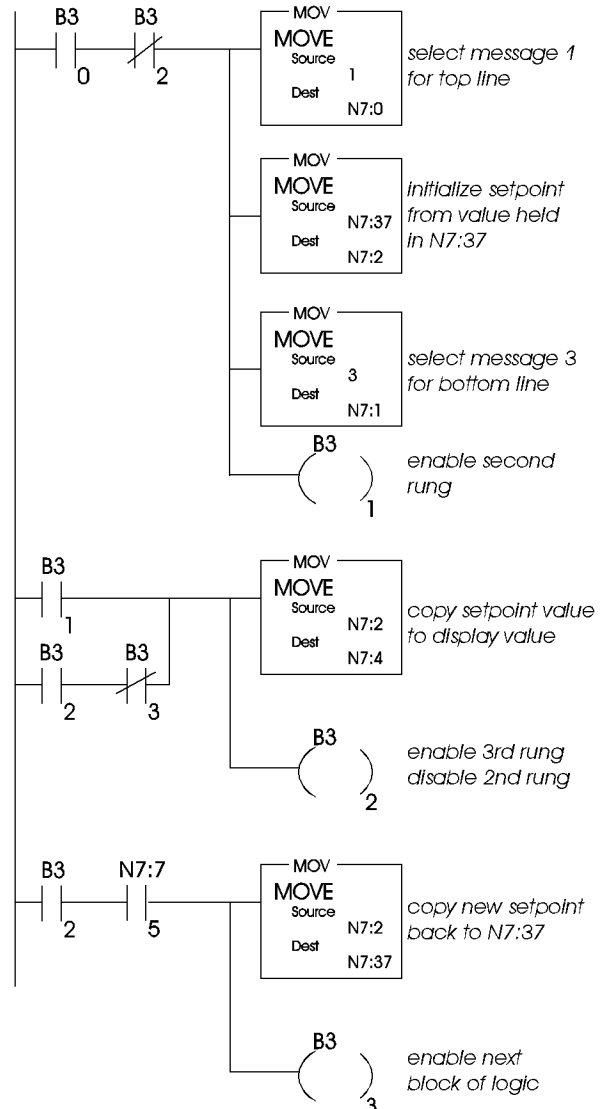 B3 B3
0 2
MOV
MOVE
Source
1
Dest
N7:0
select message 1
for top line
MOV
MOVE
Source
N7:37
Dest
N7:2
initialize setpoint
from value held
in N7:37
MOV
MOVE
Source
3
Dest
N7:1
select message 3
for bottom line
B3
1
enable second
rung
B3
1
B3 B3
2 3
MOV
MOVE
Source
N7:2
Dest
N7:4
copy setpoint value
to display value
B3
2
enable 3rd rung
disable 2nd rung
B3 N7:7
2 5
MOV
MOVE
Source
N7:2
Dest
N7:37
copy new setpoint
back to N7:37
B3
3
enable next
block of logic